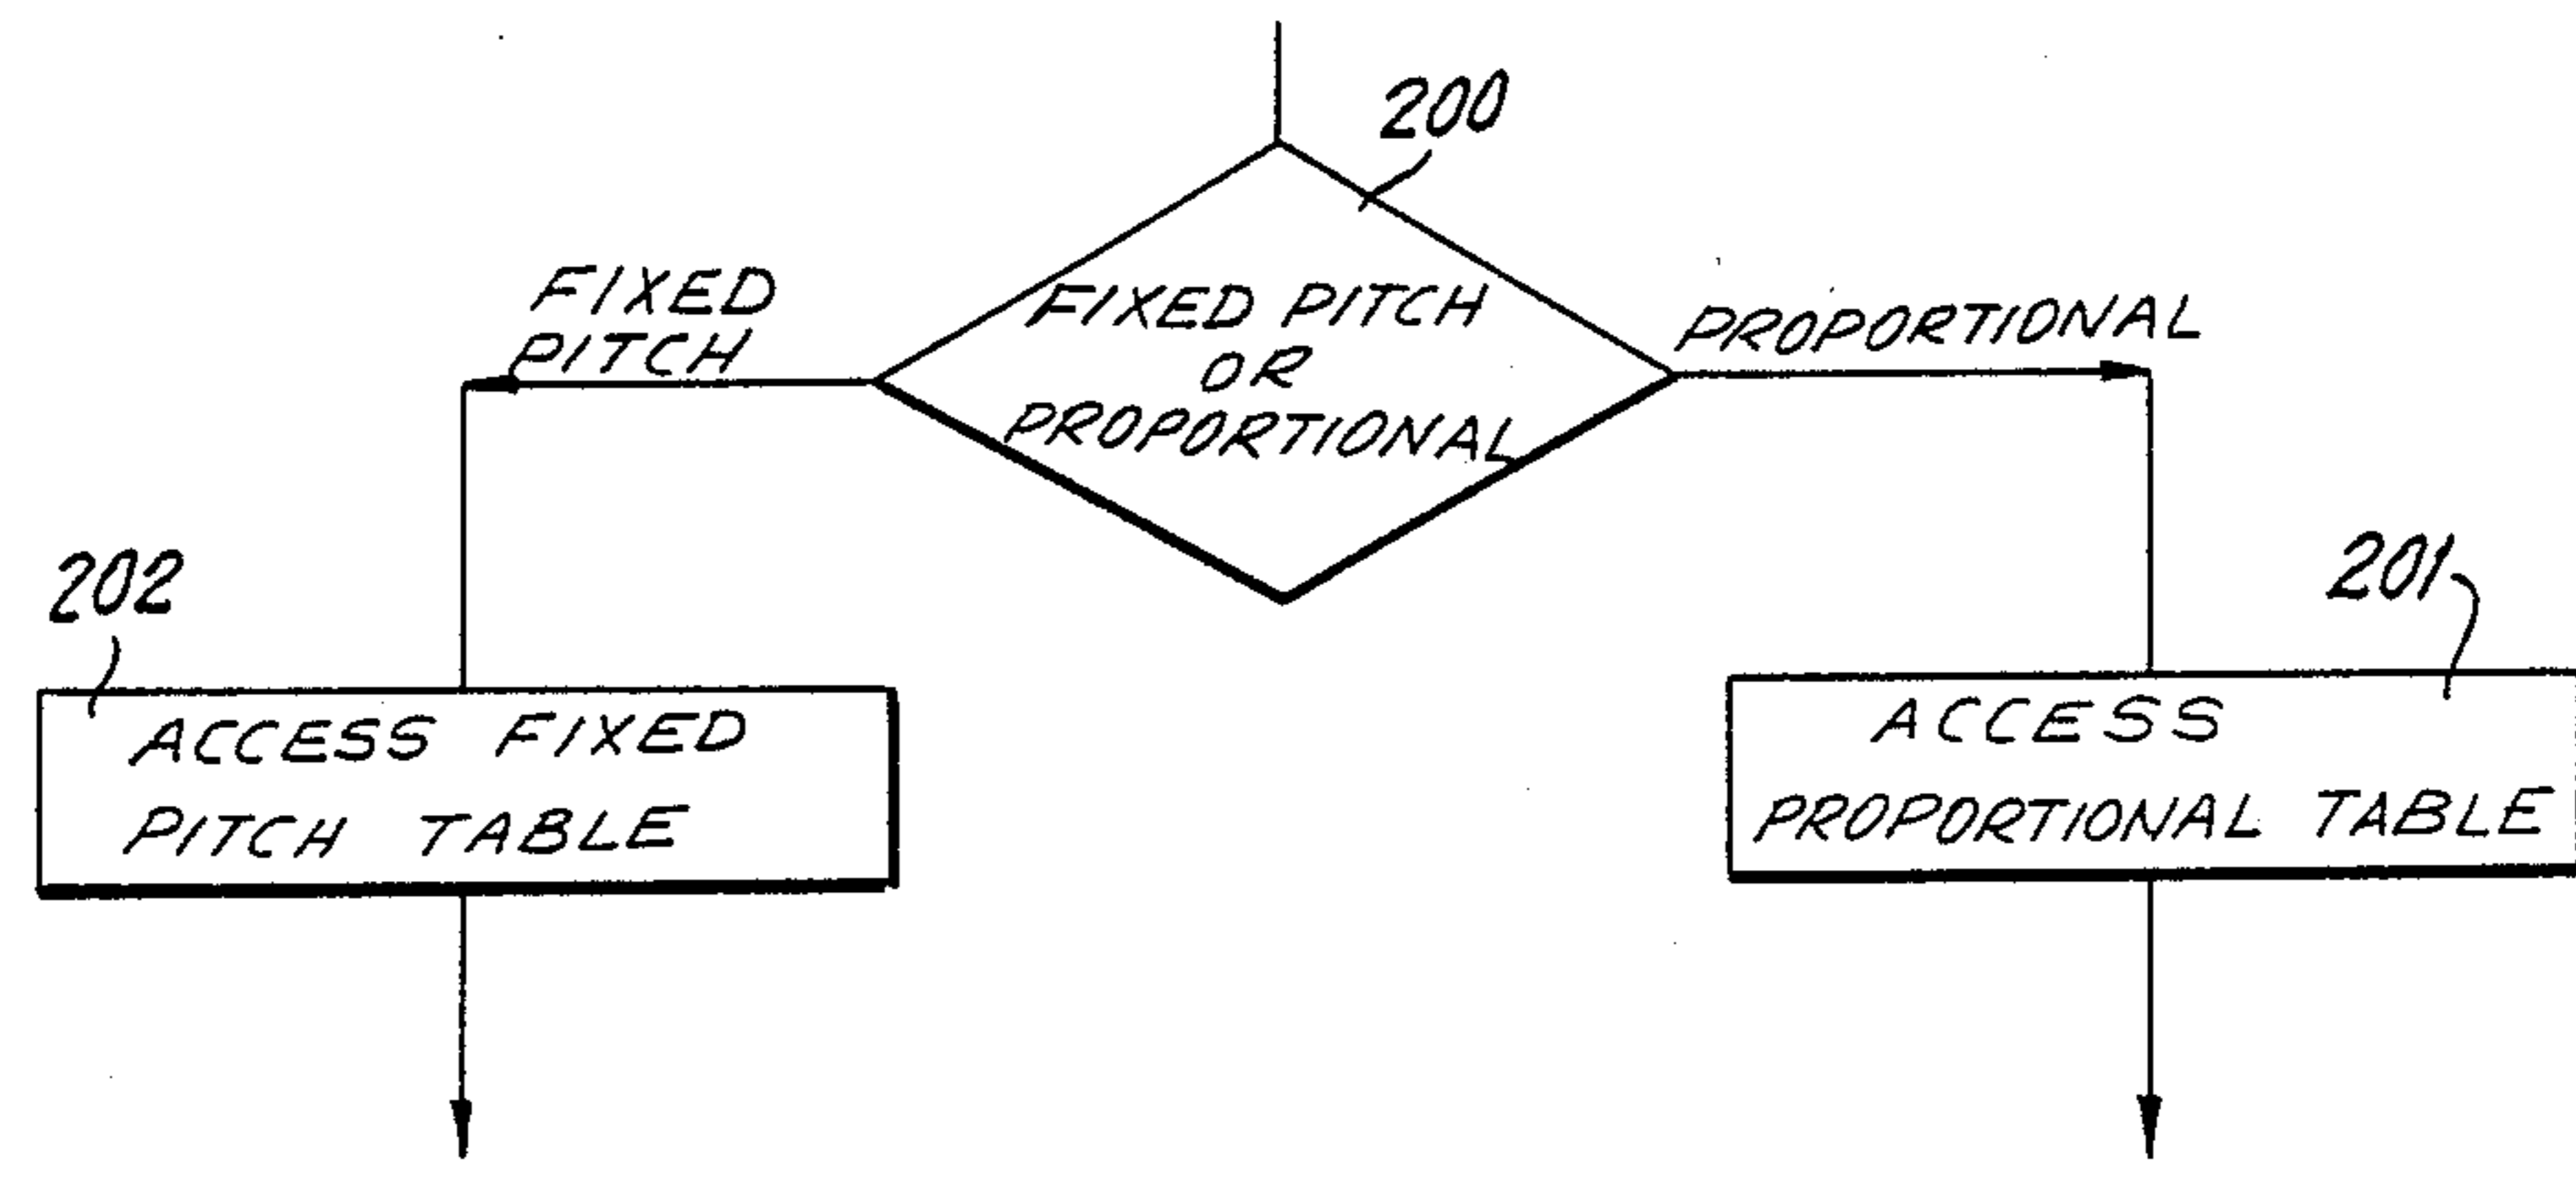 200
FIXED
PITCH
FIXED PITCH
OR
PROPORTIONAL
PROPORTIONAL
202
ACCESS FIXED
PITCH TABLE
201
ACCESS
PROPORTIONAL TABLE